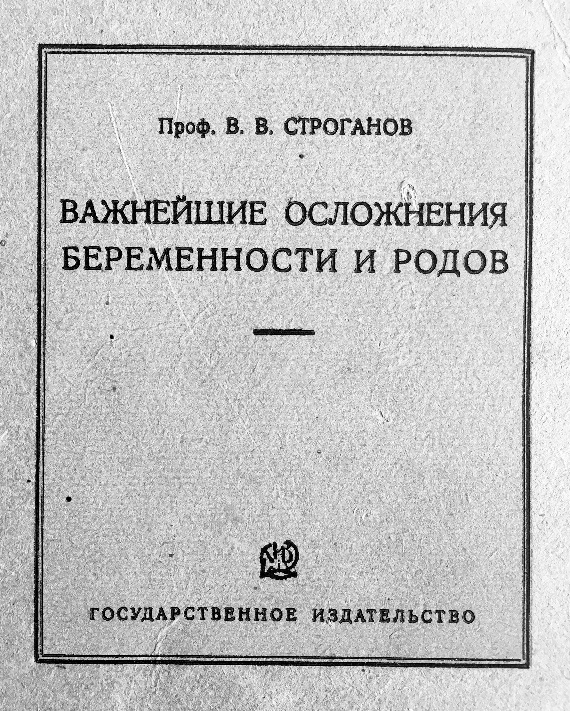 Проф. В. В. СТРОГАНОВ
ВАЖНЕЙШИЕ ОСЛОЖНЕНИЯ
БЕРЕМЕННОСТИ И РОДОВ
ГОСУДАРСТВЕННОЕ ИЗДАТЕЛЬСТВО